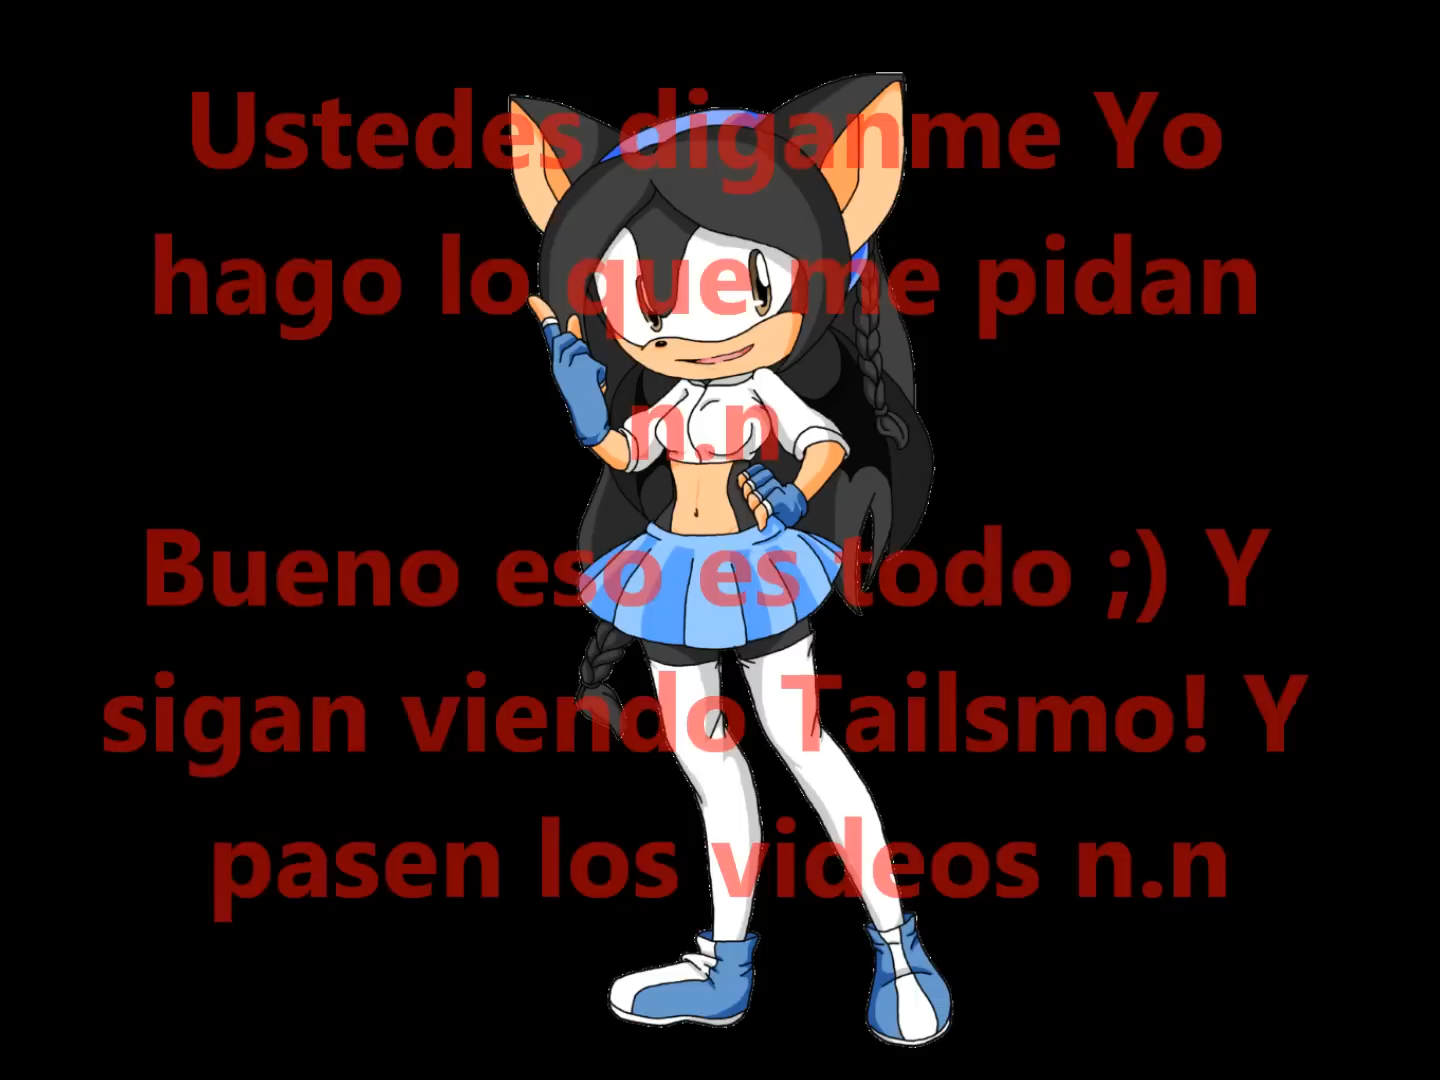 Ustedes diganme Yo
hago lo que me pidan
n.n
Bueno eso es todo ;) Y
sigan viendo Tailsmo! Y
pasen los videos n.n